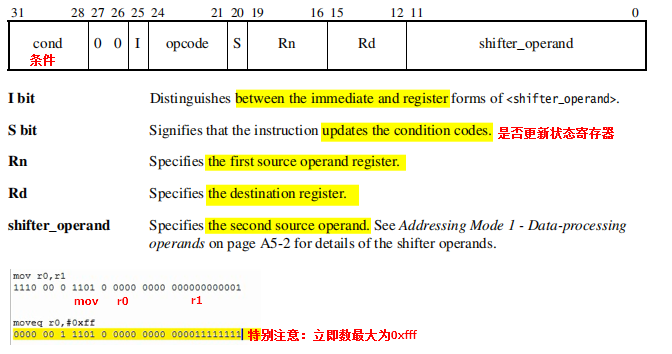 31 28 27 26 25 24 21 20 19 16 15 12 11 0
cond 0 0 I opcode S Rn Rd shifter_operand
条件
I bit Distinguishes between the immediate and register forms of <shifter_operand>.
S bit Signifies that the instruction updates the condition codes. 是否更新状态寄存器
Rn Specifies the first source operand register.
Rd Specifies the destination register.
shifter_operand Specifies the second source operand. See Addressing Mode 1 - Data-processing
operands on page A5-2 for details of the shifter operands.
mov r0,r1
1110 00 0 1101 0 0000 0000 000000000001
mov r0 r1
moveq r0,#0xff
0000 00 1 1101 0 0000 0000 000011111111 特别注意：立即数最大为0xfff